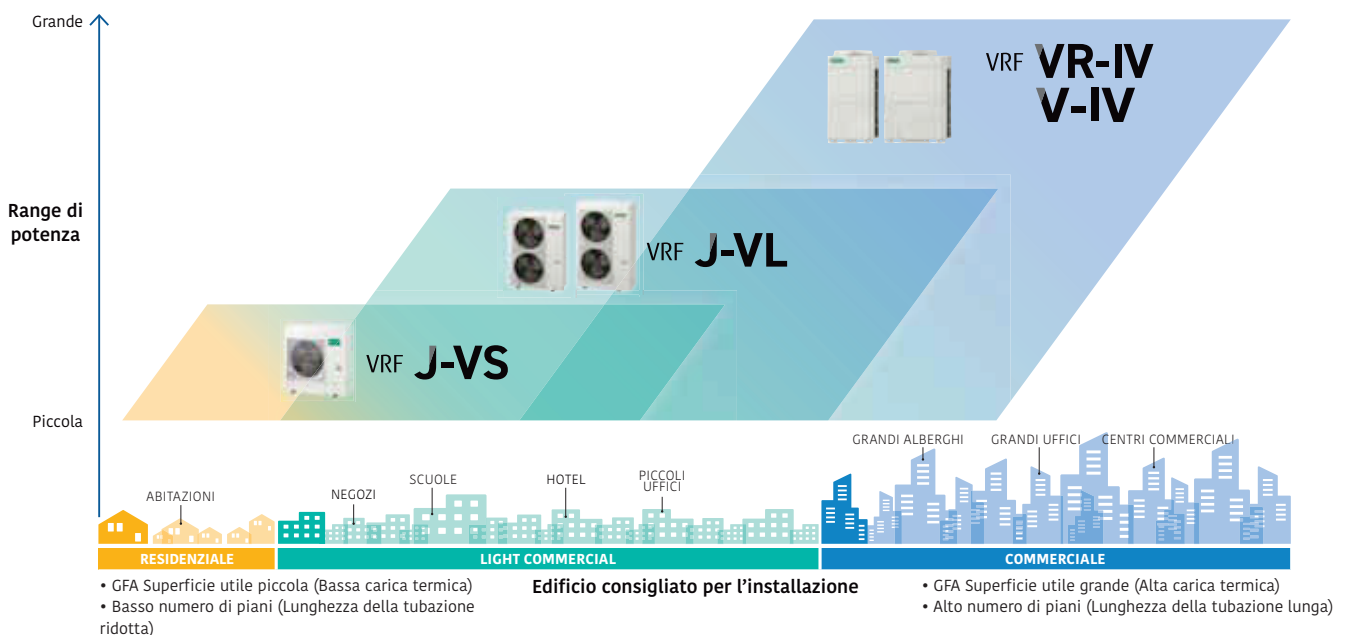 Grande
VRF VR-IV
V-IV
Range di
potenza
VRF J-VL
VRF J-VS
Piccola
GRANDI ALBERGHI
GRANDI UFFICI
CENTRI COMMERCIALI
ABITAZIONI
NEGOZI
SCUOLE
HOTEL
PICCOLI
UFFICI
RESIDENZIALE
LIGHT COMMERCIAL
COMMERCIALE
• GFA Superficie utile piccola (Bassa carica termica)
• Basso numero di piani (Lunghezza della tubazione
ridotta)
Edificio consigliato per l’installazione
• GFA Superficie utile grande (Alta carica termica)
• Alto numero di piani (Lunghezza della tubazione lunga)